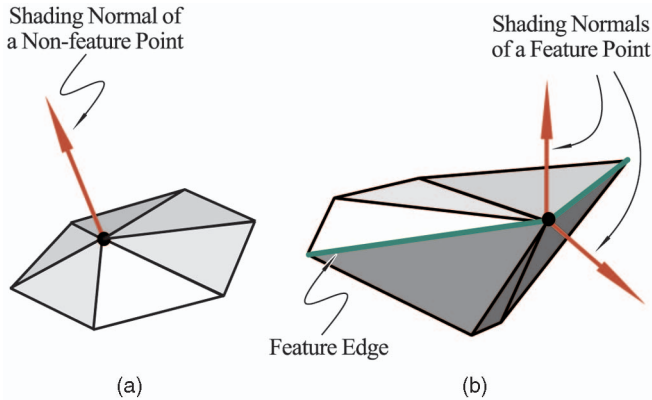 Shading Normal of
a Non-feature Point
Shading Normals
of a Feature Point
Feature Edge
(a)
(b)